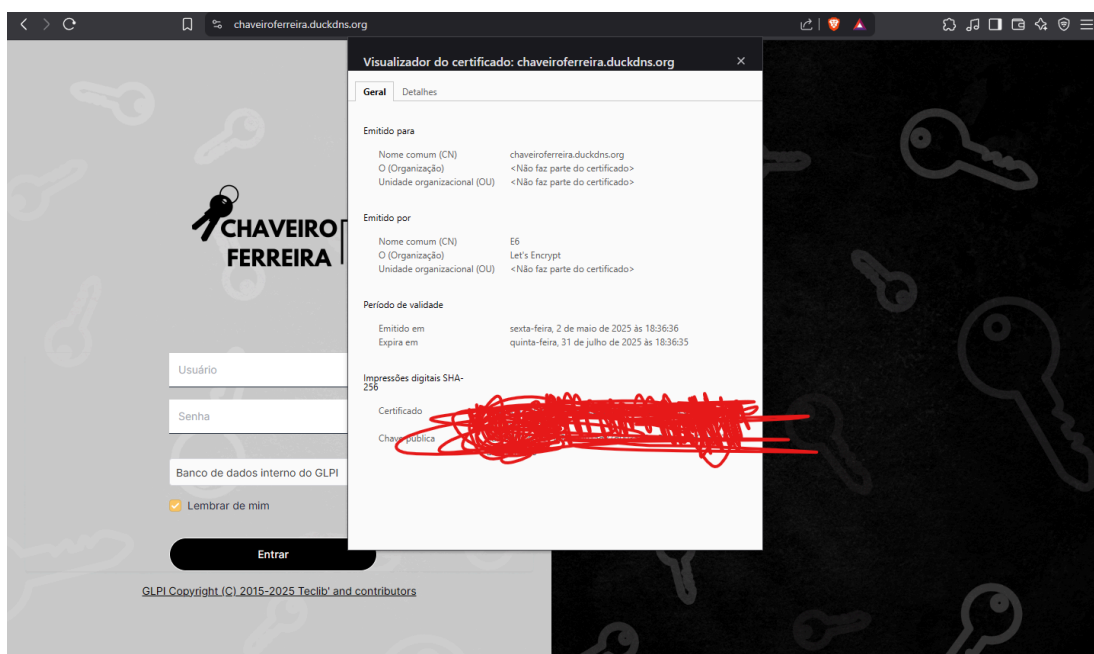 chaveiroferreira.duckdns.org
Visualizador do certificado: chaveiroferreira.duckdns.org
Geral Detalhes
Emitido para
Nome comum (CN) chaveiroferreira.duckdns.org
O (Organização) <Não faz parte do certificado>
Unidade organizacional (OU) <Não faz parte do certificado>
Emitido por
Nome comum (CN) E6
O (Organização) Let's Encrypt
Unidade organizacional (OU) <Não faz parte do certificado>
Período de validade
Emitido em sexta-feira, 2 de maio de 2025 às 18:36:36
Expira em quinta-feira, 31 de julho de 2025 às 18:36:35
Impressões digitais SHA-
256
Certificado
Chave pública
CHAVEIRO
FERREIRA
Usuário
Senha
Banco de dados interno do GLPI
Lembrar de mim
Entrar
GLPI Copyright (C) 2015-2025 Teclib' and contributors